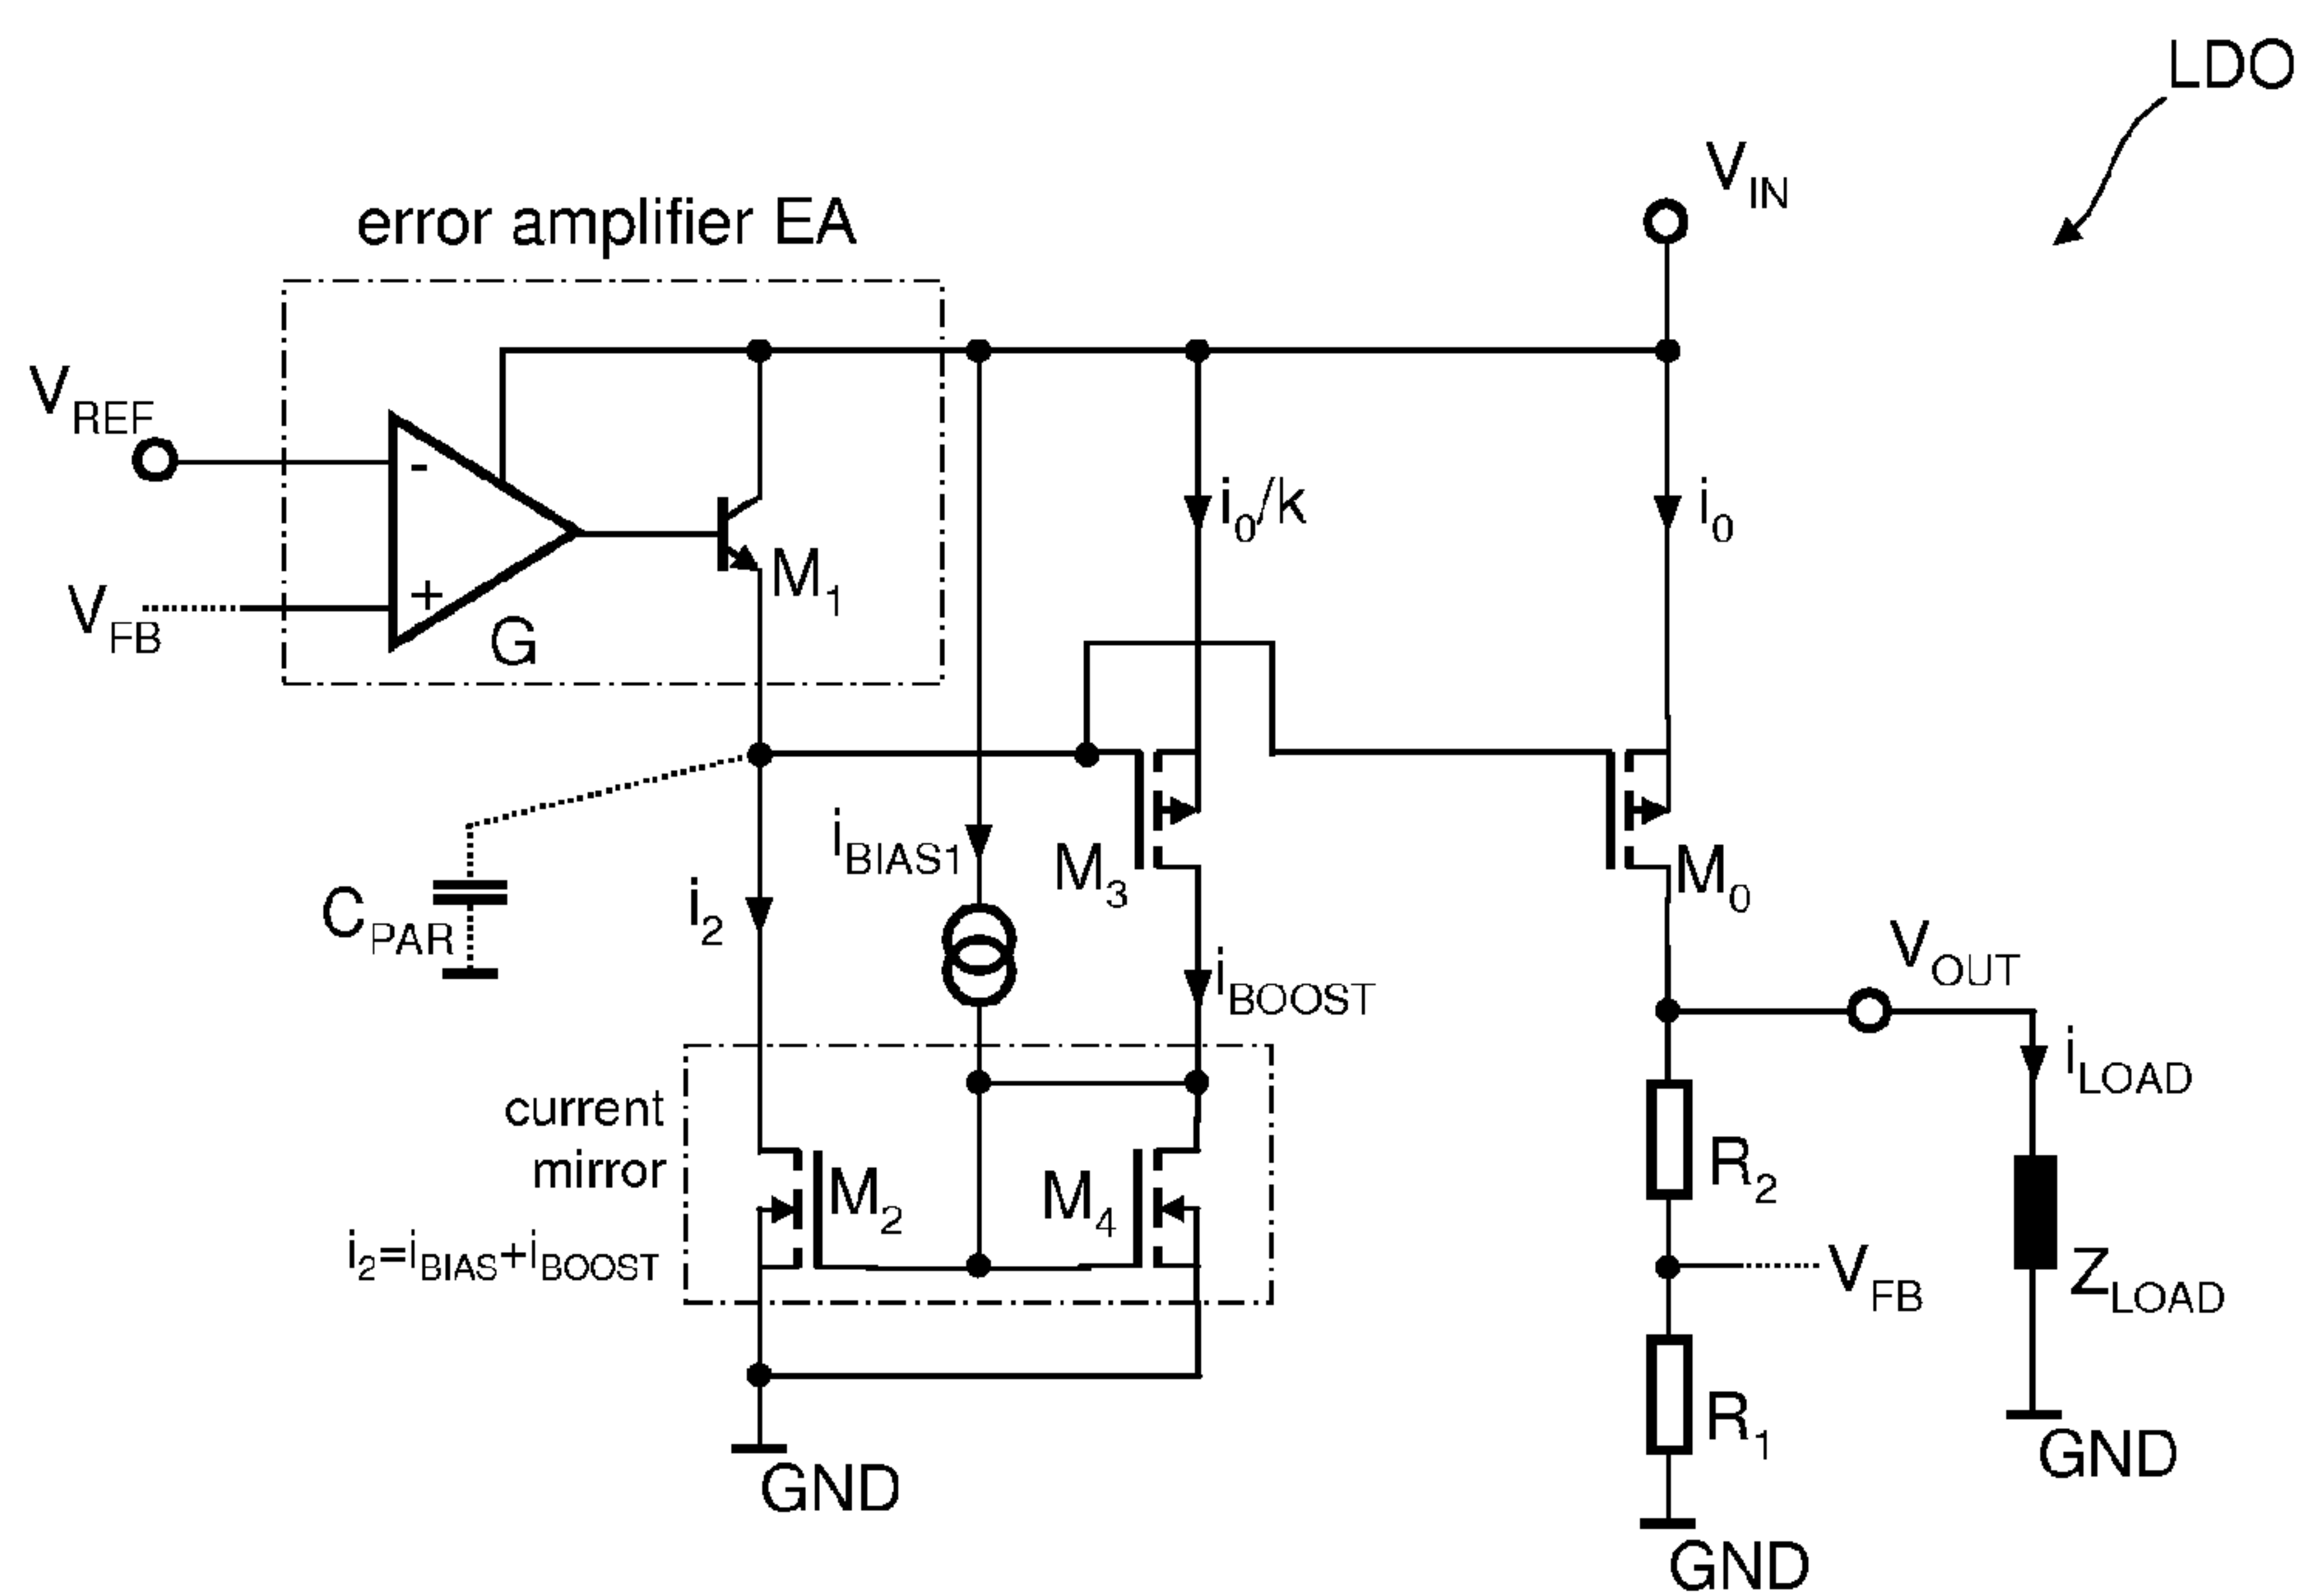 LDO
V_IN
error amplifier EA
V_REF
-
i_0/k
i_0
M_1
V_FB
+
G
i_BIAS1
M_3
M_0
i_2
C_PAR
V_OUT
i_BOOST
i_LOAD
current
mirror
M_2
M_4
R_2
i_2=i_BIAS+i_BOOST
V_FB
Z_LOAD
R_1
GND
GND
GND